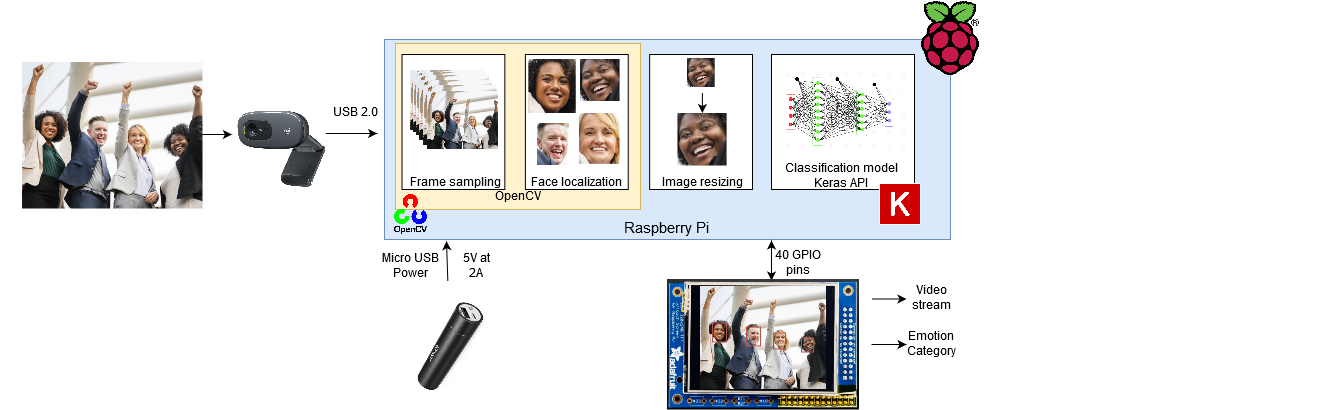 USB 2.0
Frame sampling
Face localization
OpenCV
OpenCV
Image resizing
Classification model
Keras API
K
®
Raspberry Pi
Micro USB
Power
5V at
2A
40 GPIO
pins
adafruit
Video
stream
Emotion
Category